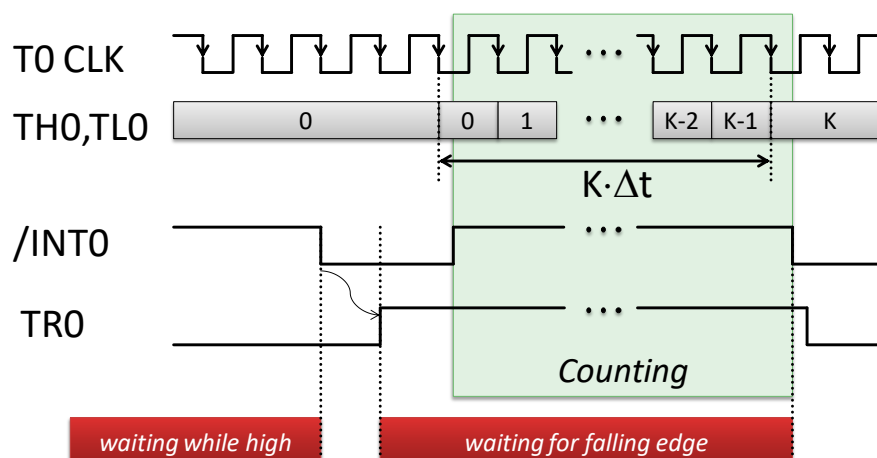 T0 CLK
•••
TH0,TL0 0 0 1 ••• K-2 K-1 K
K·Δt
/INT0
•••
TR0
•••
Counting
waiting while high waiting for falling edge